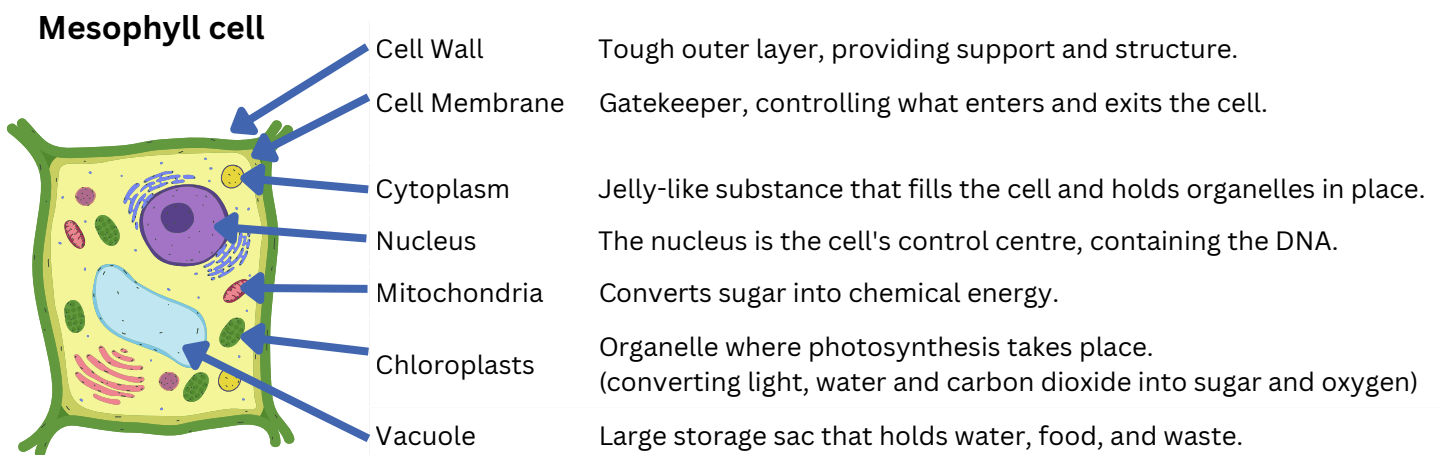 Mesophyll cell
Cell Wall Tough outer layer, providing support and structure.
Cell Membrane Gatekeeper, controlling what enters and exits the cell.
Cytoplasm Jelly-like substance that fills the cell and holds organelles in place.
Nucleus The nucleus is the cell's control centre, containing the DNA.
Mitochondria Converts sugar into chemical energy.
Chloroplasts Organelle where photosynthesis takes place.
(converting light, water and carbon dioxide into sugar and oxygen)
Vacuole Large storage sac that holds water, food, and waste.